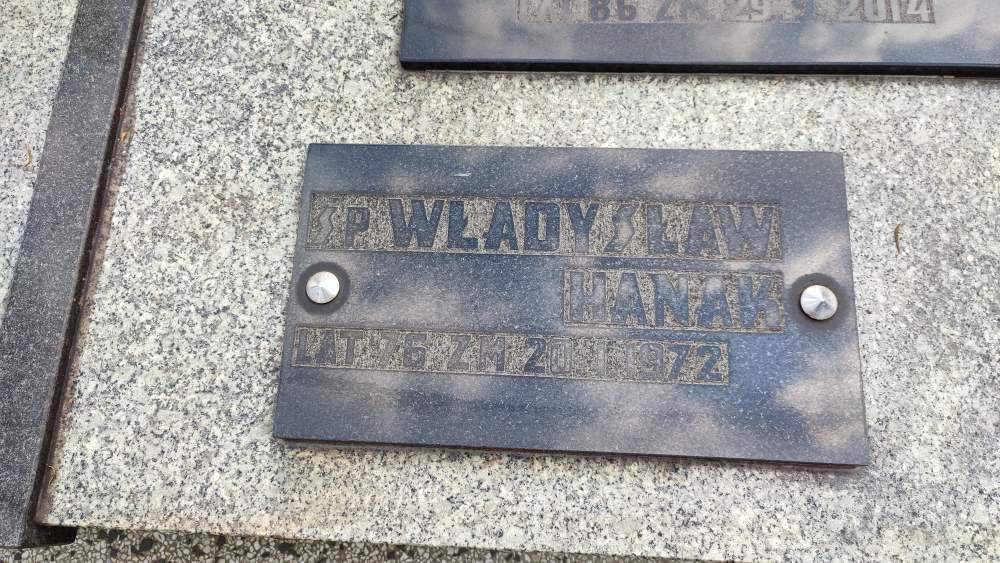 86 ZM 29 9 2014
ŚP WŁADYSŁAW
HANAK
LAT 76 ZM 20 I 1972